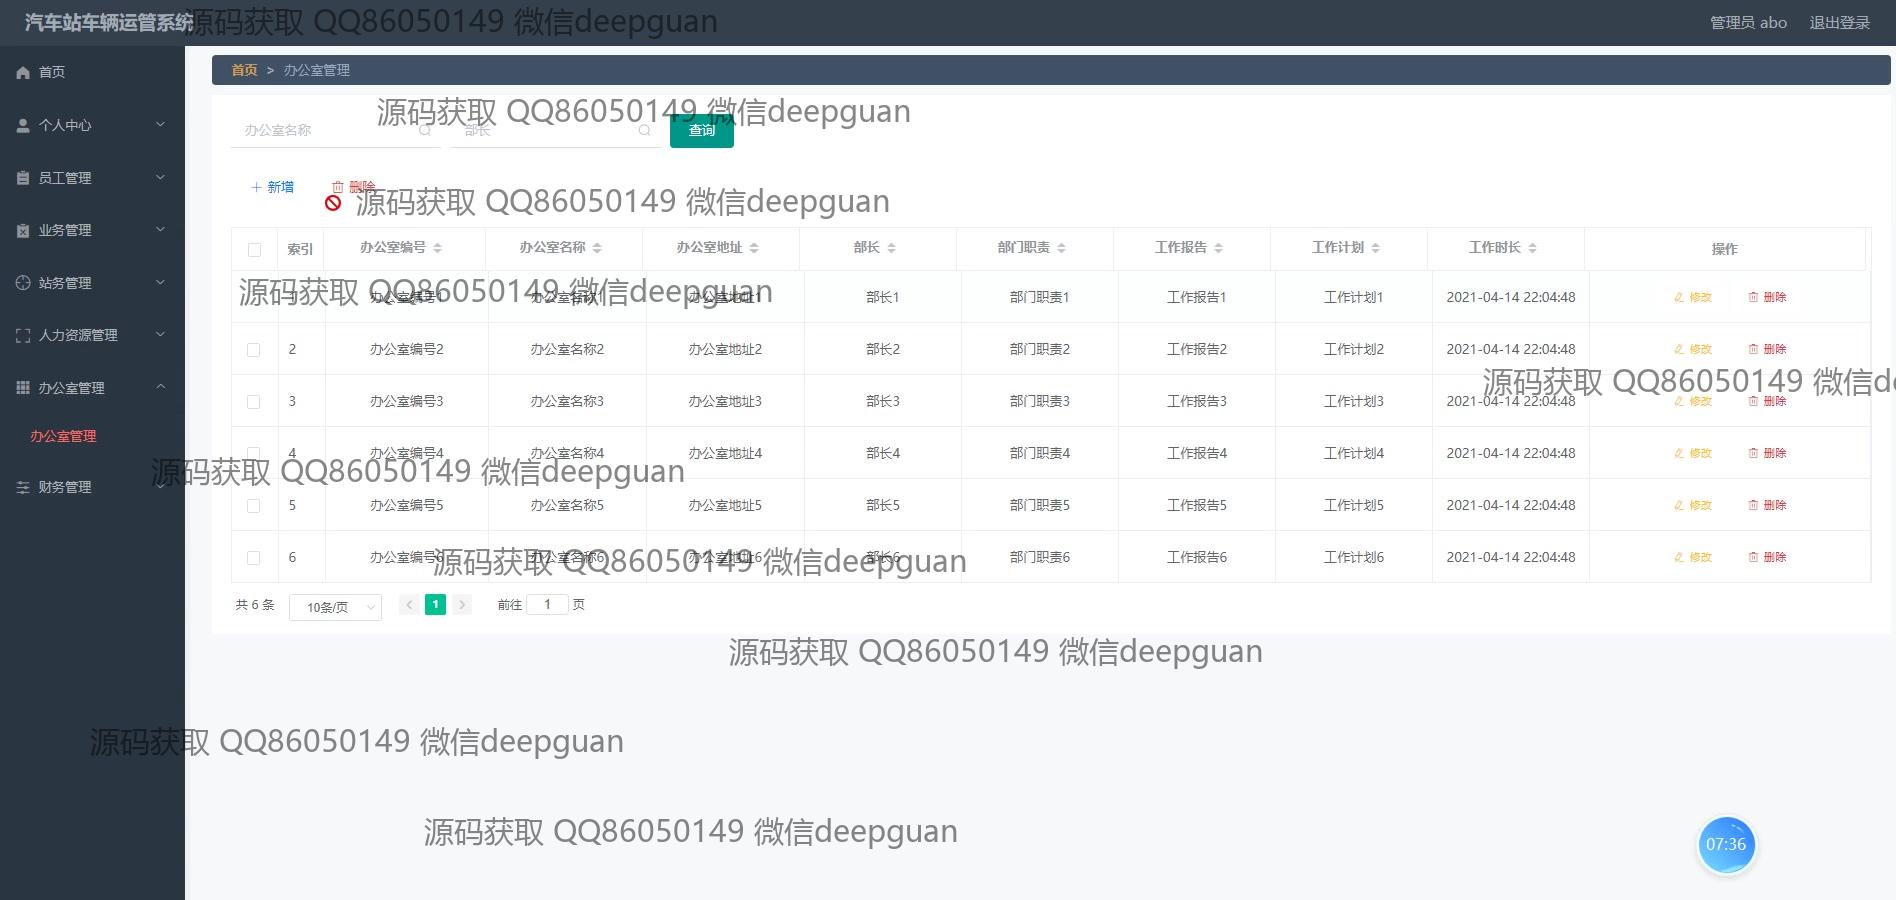 汽车站车辆运管系统
源码获取 QQ86050149 微信deepguan
管理员 abo 退出登录
首页
个人中心
员工管理
业务管理
站务管理
人力资源管理
办公室管理
办公室管理
财务管理
首页 > 办公室管理
源码获取 QQ86050149 微信deepguan
办公室名称 部长 查询
+ 新增 删除
源码获取 QQ86050149 微信deepguan
索引 办公室编号 办公室名称 办公室地址 部长 部门职责 工作报告 工作计划 工作时长 操作
源码获取 QQ86050149 微信deepguan
1 办公室编号1 办公室名称1 办公室地址1 部长1 部门职责1 工作报告1 工作计划1 2021-04-14 22:04:48 修改 删除
2 办公室编号2 办公室名称2 办公室地址2 部长2 部门职责2 工作报告2 工作计划2 2021-04-14 22:04:48 修改 删除
源码获取 QQ86050149 微信de
3 办公室编号3 办公室名称3 办公室地址3 部长3 部门职责3 工作报告3 工作计划3 2021-04-14 22:04:48 修改 删除
4 办公室编号4 办公室名称4 办公室地址4 部长4 部门职责4 工作报告4 工作计划4 2021-04-14 22:04:48 修改 删除
源码获取 QQ86050149 微信deepguan
5 办公室编号5 办公室名称5 办公室地址5 部长5 部门职责5 工作报告5 工作计划5 2021-04-14 22:04:48 修改 删除
6 办公室编号6 办公室名称6 办公室地址6 部长6 部门职责6 工作报告6 工作计划6 2021-04-14 22:04:48 修改 删除
源码获取 QQ86050149 微信deepguan
共 6 条 10条/页 < 1 > 前往 1 页
源码获取 QQ86050149 微信deepguan
源码获取 QQ86050149 微信deepguan
源码获取 QQ86050149 微信deepguan
07:36